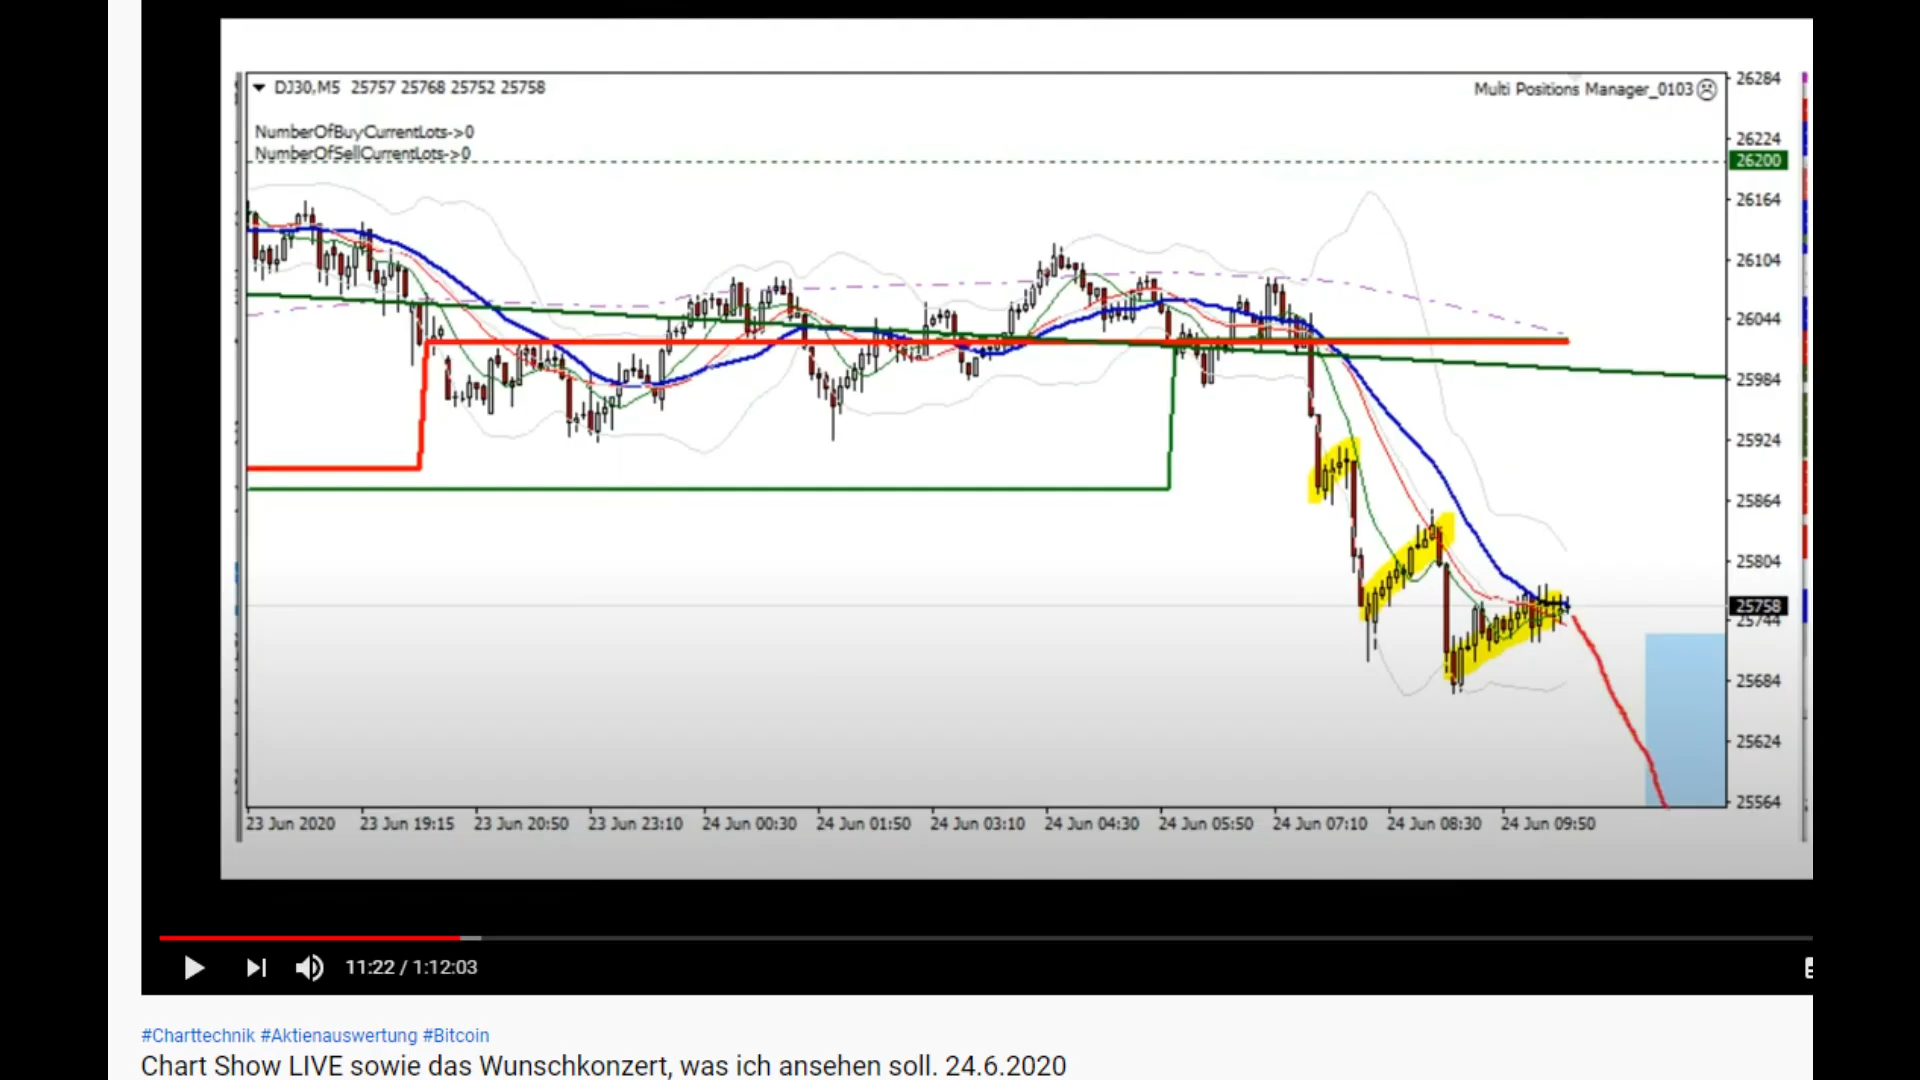 DJ30,M5 25757 25768 25752 25758
Multi Positions Manager_0103
NumberOfBuyCurrentLots->0
NumberOfSellCurrentLots->0
26284
26224
26200
26164
26104
26044
25984
25924
25864
25804
25758
25744
25684
25624
25564
23 Jun 2020 23 Jun 19:15 23 Jun 20:50 23 Jun 23:10 24 Jun 00:30 24 Jun 01:50 24 Jun 03:10 24 Jun 04:30 24 Jun 05:50 24 Jun 07:10 24 Jun 08:30 24 Jun 09:50
11:22 / 1:12:03
#Charttechnik #Aktienauswertung #Bitcoin
Chart Show LIVE sowie das Wunschkonzert, was ich ansehen soll. 24.6.2020